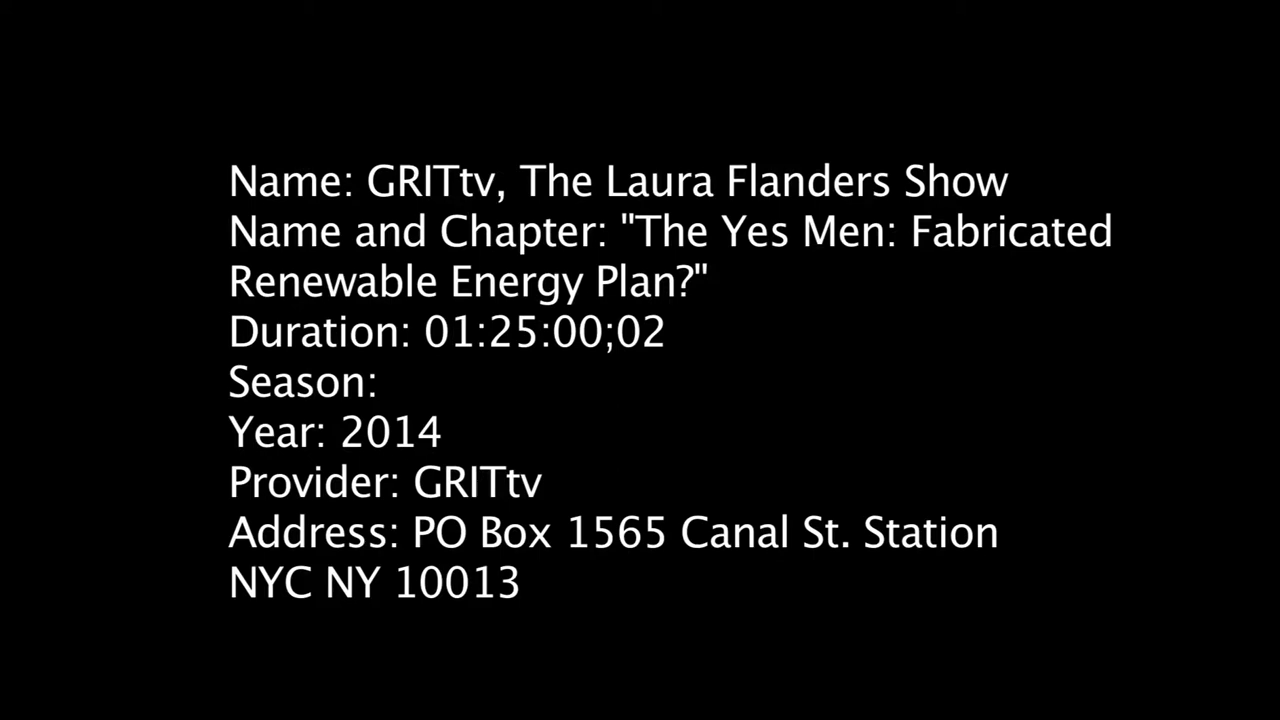 Name: GRITtv, The Laura Flanders Show
Name and Chapter: "The Yes Men: Fabricated
Renewable Energy Plan?"
Duration: 01:25:00;02
Season:
Year: 2014
Provider: GRITtv
Address: PO Box 1565 Canal St. Station
NYC NY 10013